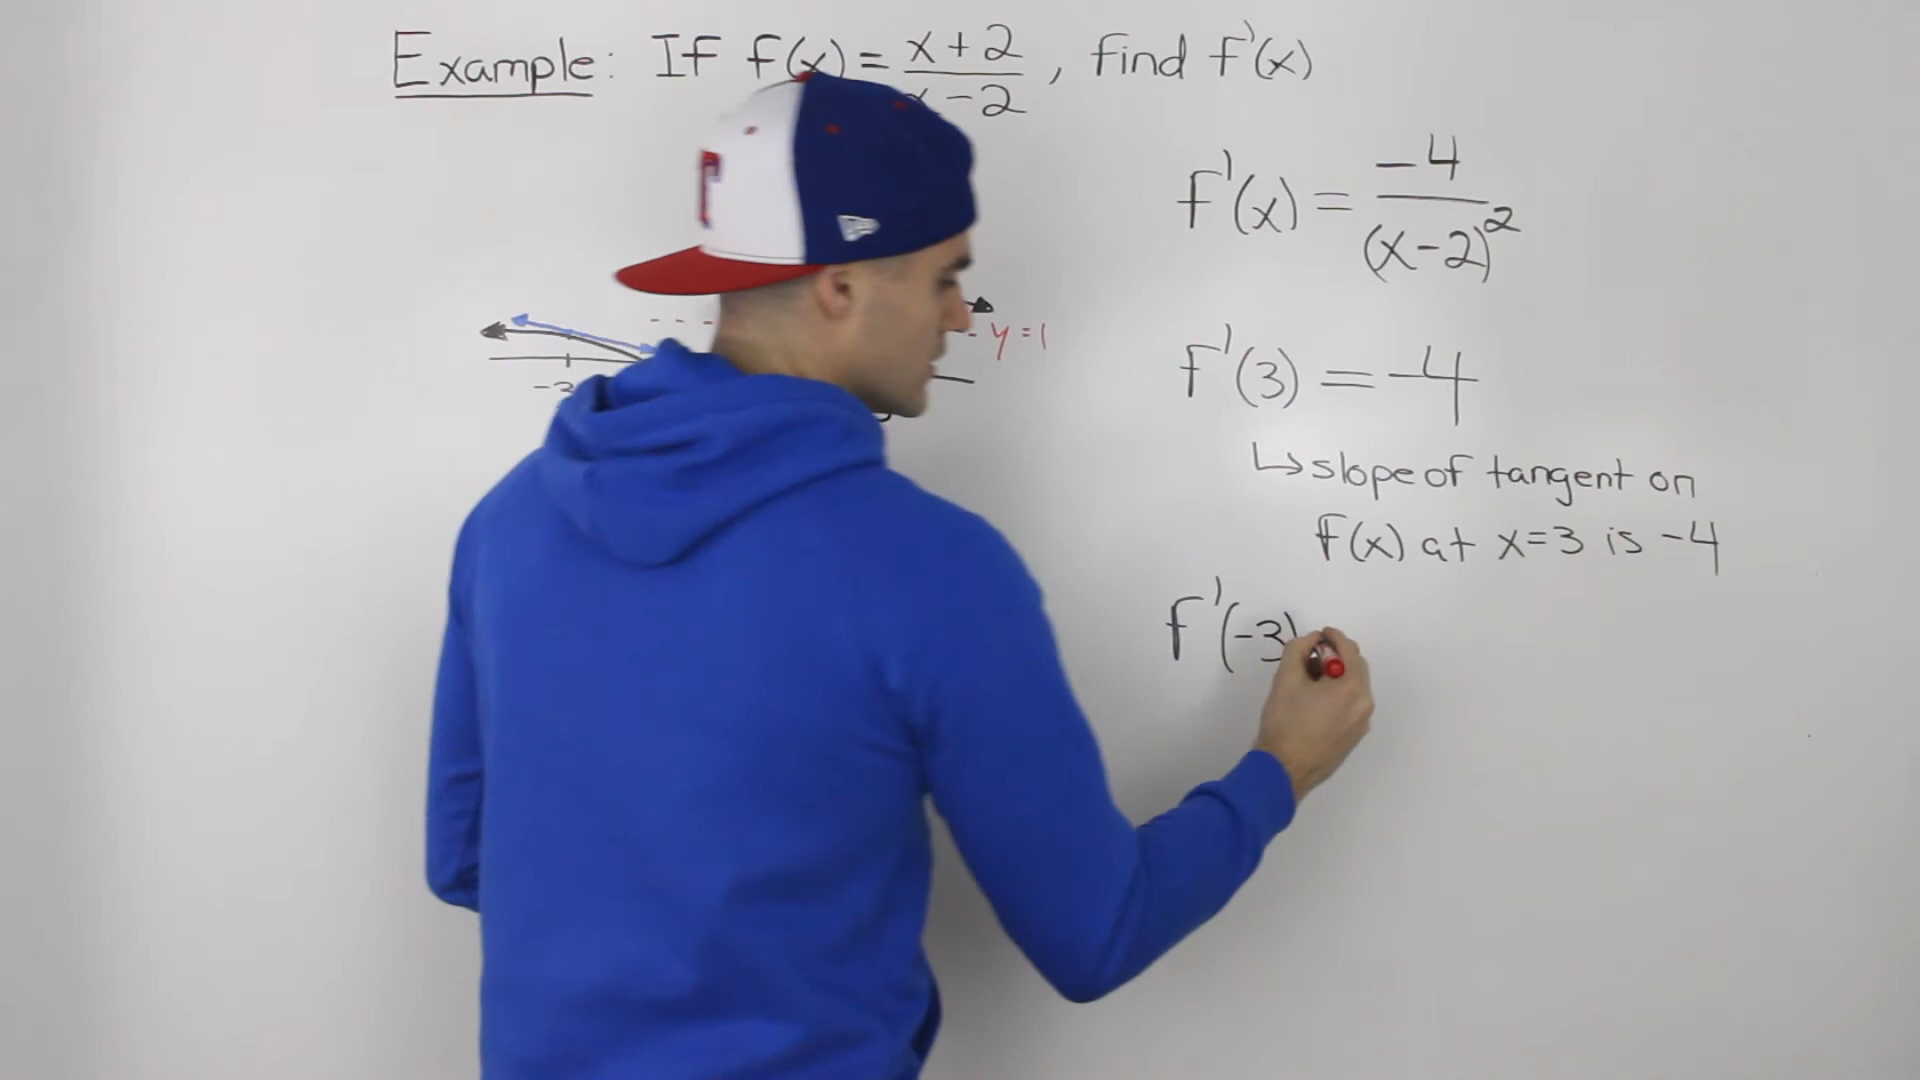 Example: If f(x) = x+2 / x-2 , find f'(x)
f'(x) = -4 / (x-2)²
y=1
-3
f'(3) = -4
↳ slope of tangent on
f(x) at x=3 is -4
f'(-3)